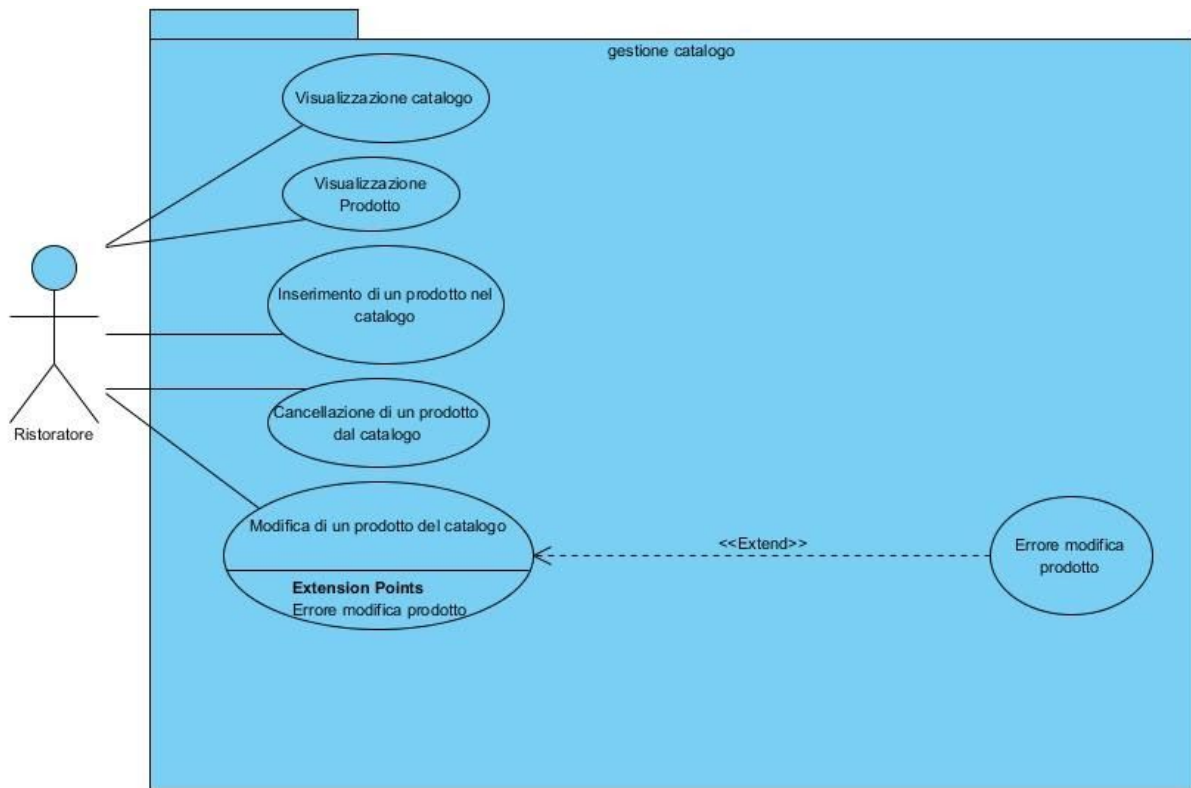 gestione catalogo
Visualizzazione catalogo
Visualizzazione
Prodotto
Inserimento di un prodotto nel
catalogo
Cancellazione di un prodotto
dal catalogo
Ristoratore
Modifica di un prodotto del catalogo
Extension Points
Errore modifica prodotto
<<Extend>>
Errore modifica
prodotto